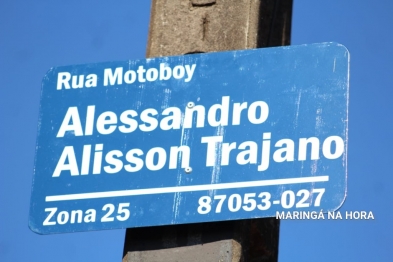 Rua Motoboy
Alessandro
Alisson Trajano
Zona 25 87053-027
MARINGÁ NA HORA